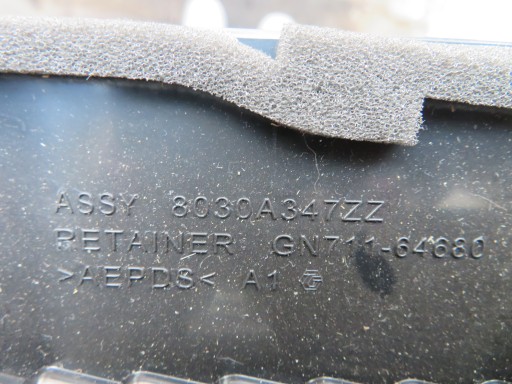 ASSY 8030A347ZZ
RETAINER GN711-64680
>AEPDS< A1